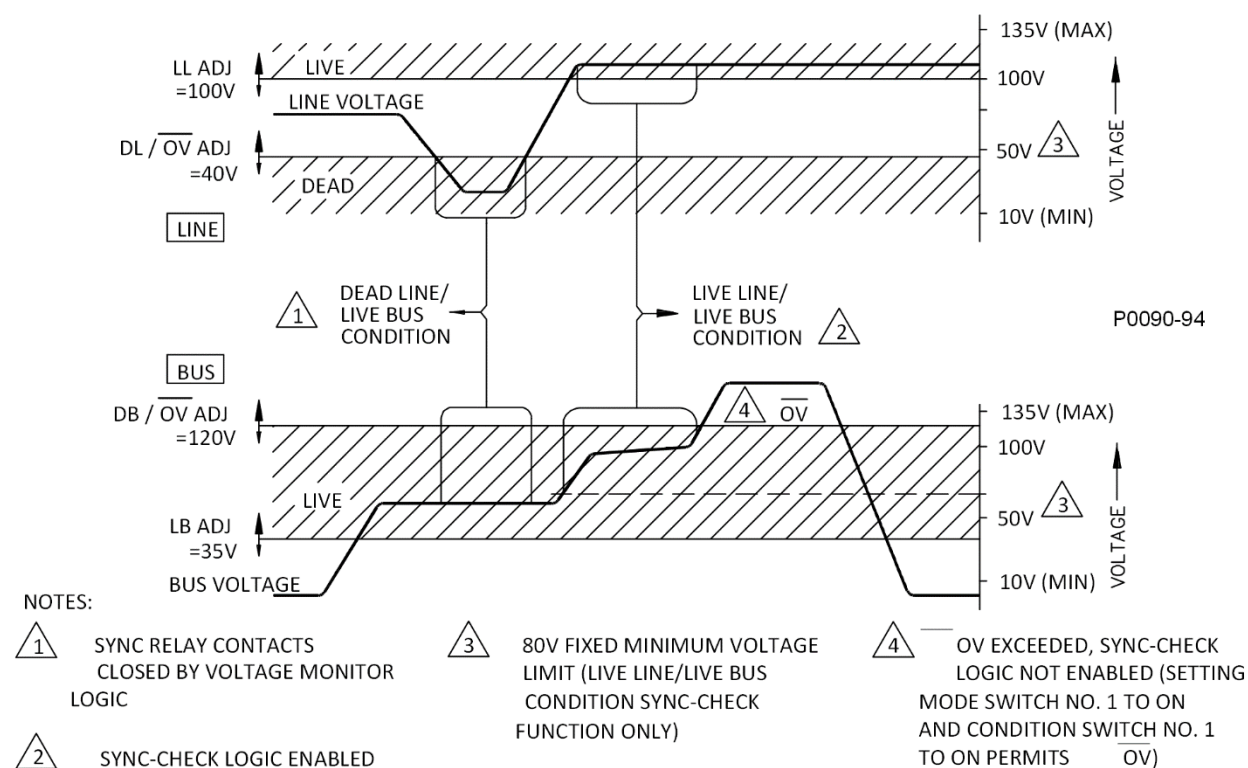 135V (MAX)
LL ADJ
=100V
LIVE
100V
LINE VOLTAGE
DL / OV ADJ
=40V
50V
3
VOLTAGE
DEAD
10V (MIN)
LINE
1
DEAD LINE/
LIVE BUS
CONDITION
LIVE LINE/
LIVE BUS
CONDITION
2
P0090-94
BUS
DB / OV ADJ
=120V
4
OV
135V (MAX)
100V
LIVE
LB ADJ
=35V
50V
3
VOLTAGE
BUS VOLTAGE
10V (MIN)
NOTES:
1
SYNC RELAY CONTACTS
CLOSED BY VOLTAGE MONITOR
LOGIC
2
SYNC-CHECK LOGIC ENABLED
3
80V FIXED MINIMUM VOLTAGE
LIMIT (LIVE LINE/LIVE BUS
CONDITION SYNC-CHECK
FUNCTION ONLY)
4
OV EXCEEDED, SYNC-CHECK
LOGIC NOT ENABLED (SETTING
MODE SWITCH NO. 1 TO ON
AND CONDITION SWITCH NO. 1
TO ON PERMITS OV)